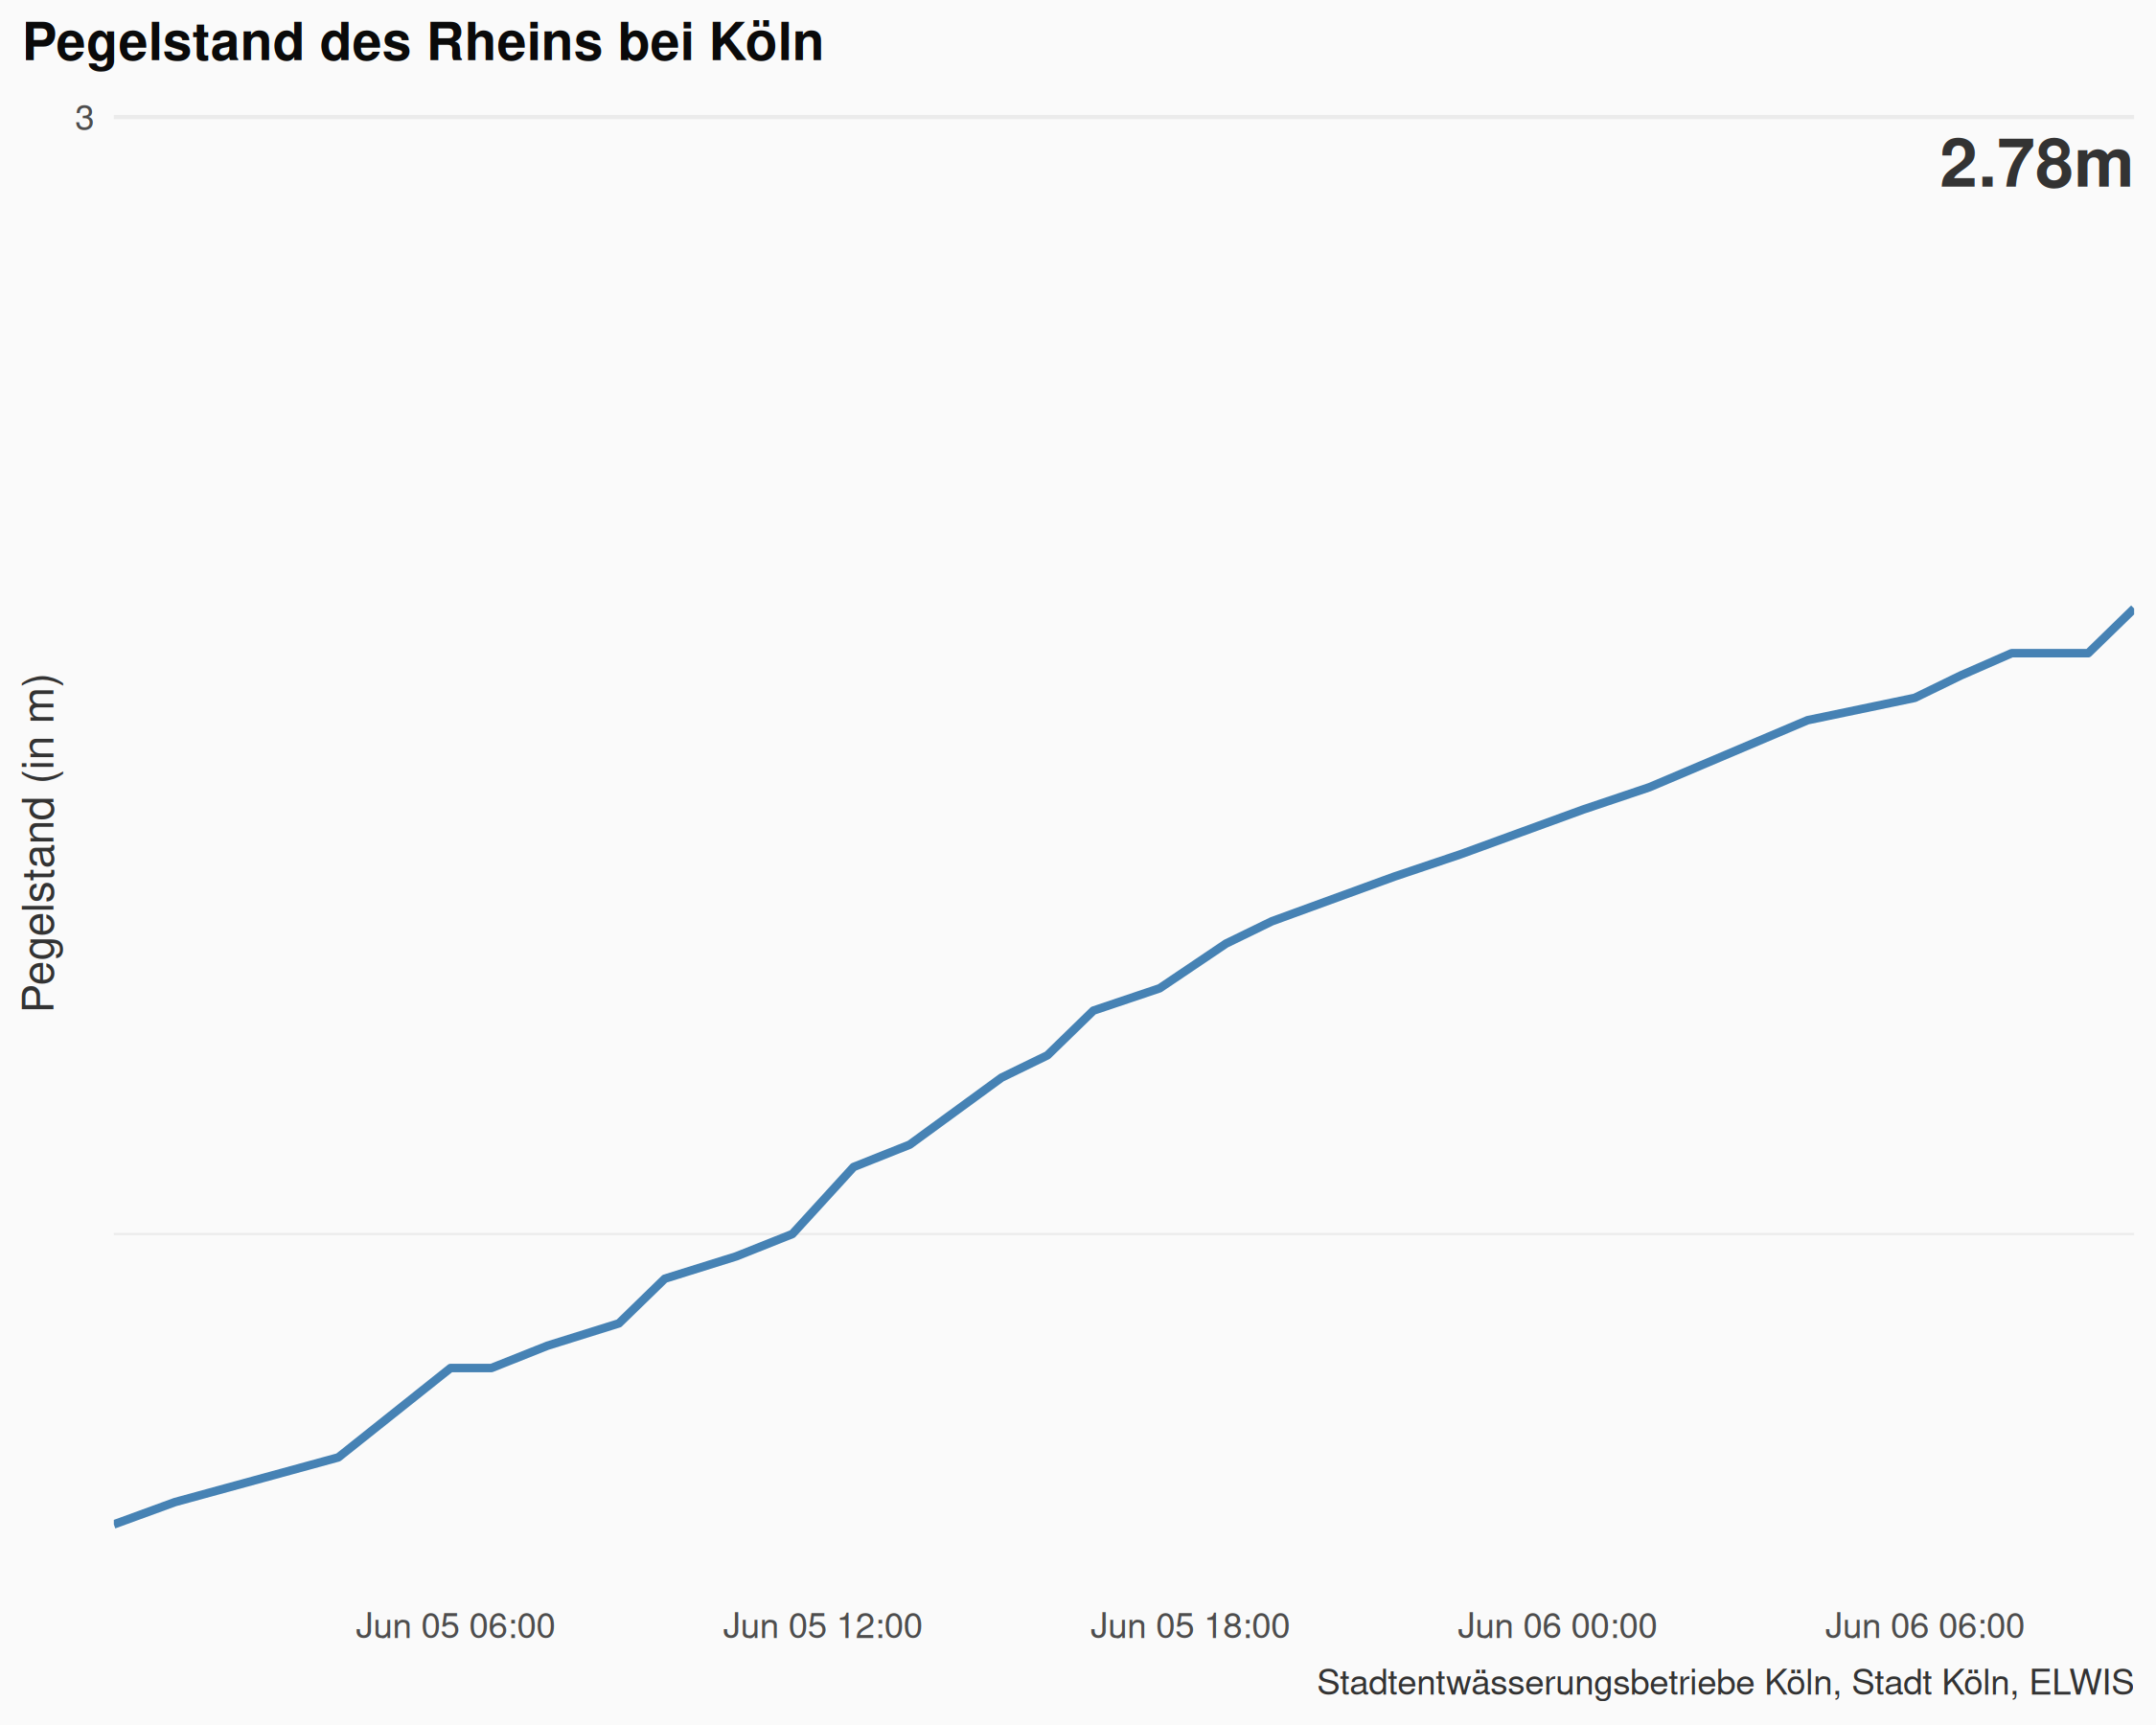 Pegelstand des Rheins bei Köln
3
2.78m
Pegelstand (in m)
Jun 05 06:00 Jun 05 12:00 Jun 05 18:00 Jun 06 00:00 Jun 06 06:00
Stadtentwässerungsbetriebe Köln, Stadt Köln, ELWIS